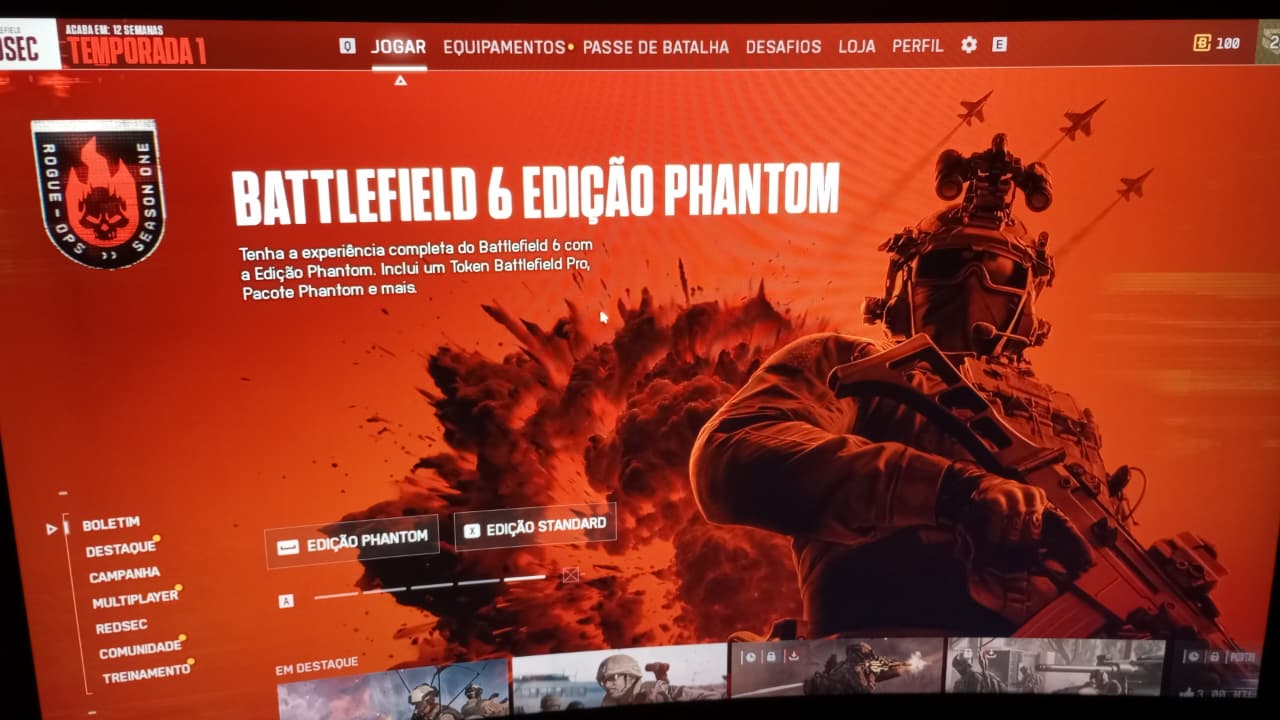 ACABA EM: 12 SEMANAS
TEMPORADA 1
Q JOGAR EQUIPAMENTOS PASSE DE BATALHA DESAFIOS LOJA PERFIL E
100
ROGUE - OPS
SEASON ONE
BATTLEFIELD 6 EDIÇÃO PHANTOM
Tenha a experiência completa do Battlefield 6 com
a Edição Phantom. Inclui um Token Battlefield Pro,
Pacote Phantom e mais.
BOLETIM
DESTAQUE
CAMPANHA
MULTIPLAYER
REDSEC
COMUNIDADE
TREINAMENTO
EDIÇÃO PHANTOM
X EDIÇÃO STANDARD
A
EM DESTAQUE